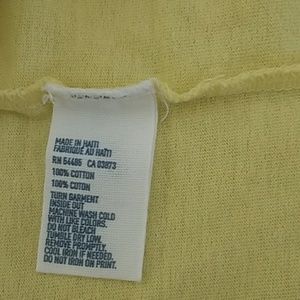 MADE IN HAITI
FABRIQUE AU HAÏTI
RN 54485 CA 03973
100% COTTON
100% COTON
TURN GARMENT
INSIDE OUT
MACHINE WASH COLD
WITH LIKE COLORS.
DO NOT BLEACH
TUMBLE DRY LOW.
REMOVE PROMPTLY.
COOL IRON IF NEEDED.
DO NOT IRON ON PRINT.